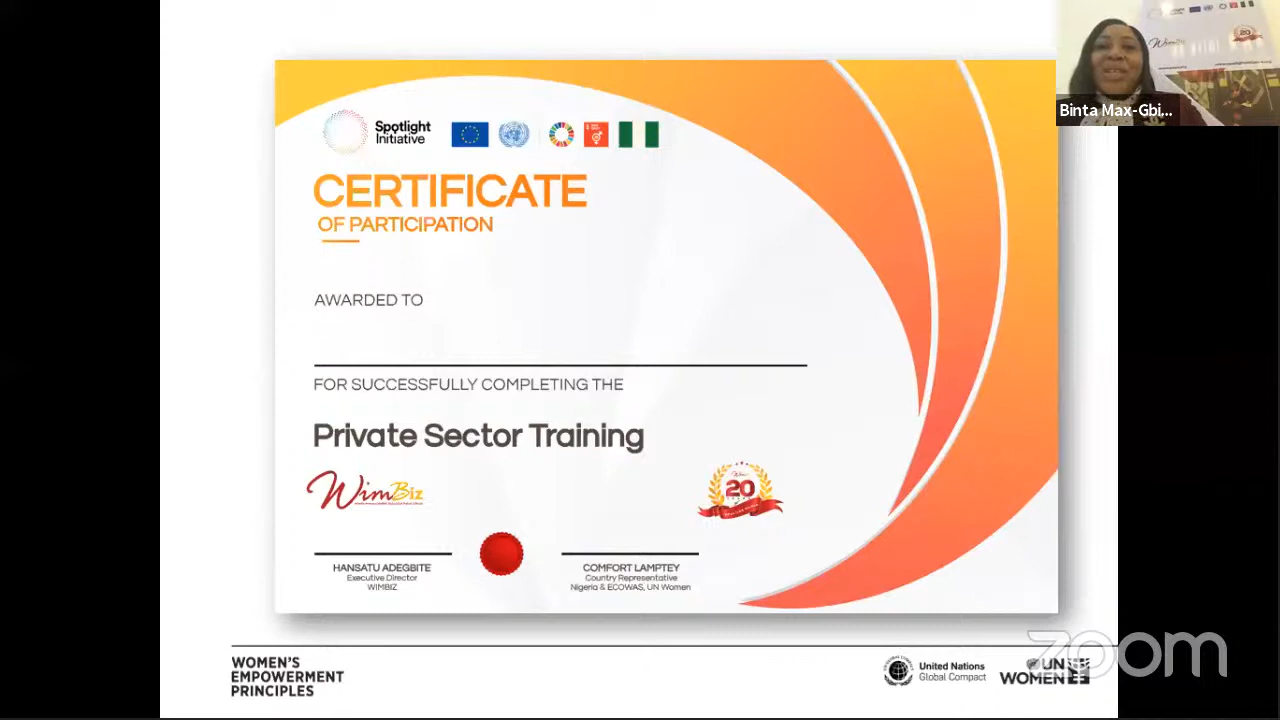 Spotlight
Initiative
CERTIFICATE
OF PARTICIPATION
AWARDED TO
FOR SUCCESSFULLY COMPLETING THE
Private Sector Training
WimBiz
20
HANSATU ADEGBITE
Executive Director
WIMBIZ
COMFORT LAMPTEY
Country Representative
Nigeria & ECOWAS, UN Women
WOMEN'S
EMPOWERMENT
PRINCIPLES
United Nations
Global Compact
UN
WOMEN
zoom
Binta Max-Gbi...
WimBiz
20